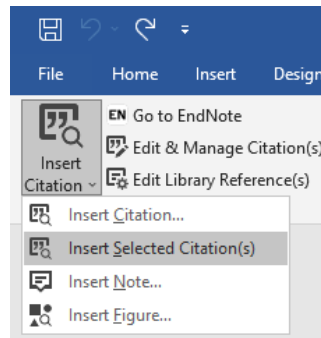 File Home Insert Design
EN Go to EndNote
Edit & Manage Citation(s)
Insert
Citation
Edit Library Reference(s)
Insert Citation...
Insert Selected Citation(s)
Insert Note...
Insert Figure...